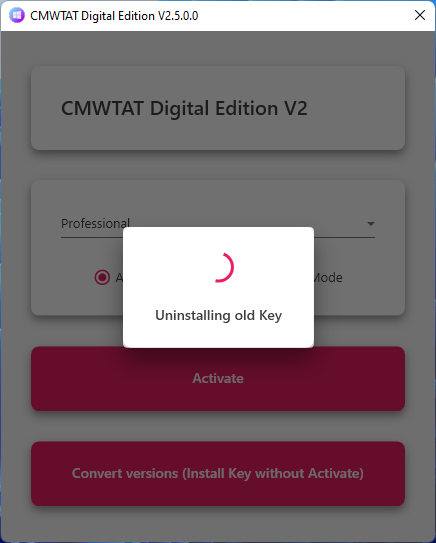 CMWTAT Digital Edition V2.5.0.0
CMWTAT Digital Edition V2
Professional
A
Mode
Uninstalling old Key
Activate
Convert versions (Install Key without Activate)